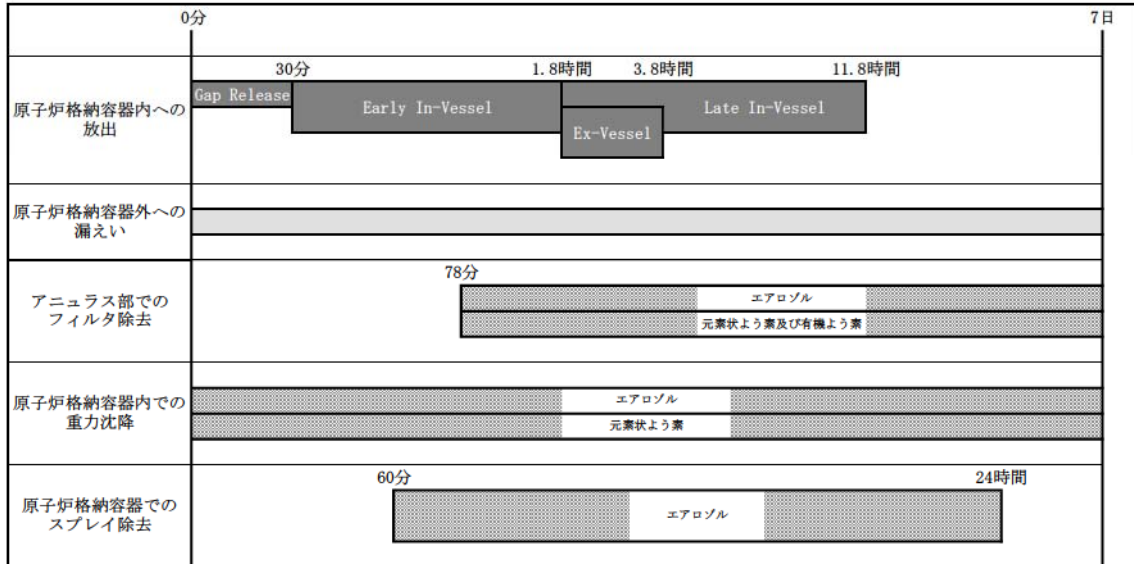 0分
7日
原子炉格納容器内への
放出
30分
1.8時間
3.8時間
11.8時間
Gap Release
Early In-Vessel
Late In-Vessel
Ex-Vessel
原子炉格納容器外への
漏えい
アニュラス部での
フィルタ除去
78分
エアロゾル
元素状よう素及び有機よう素
原子炉格納容器内での
重力沈降
エアロゾル
元素状よう素
原子炉格納容器での
スプレイ除去
60分
24時間
エアロゾル